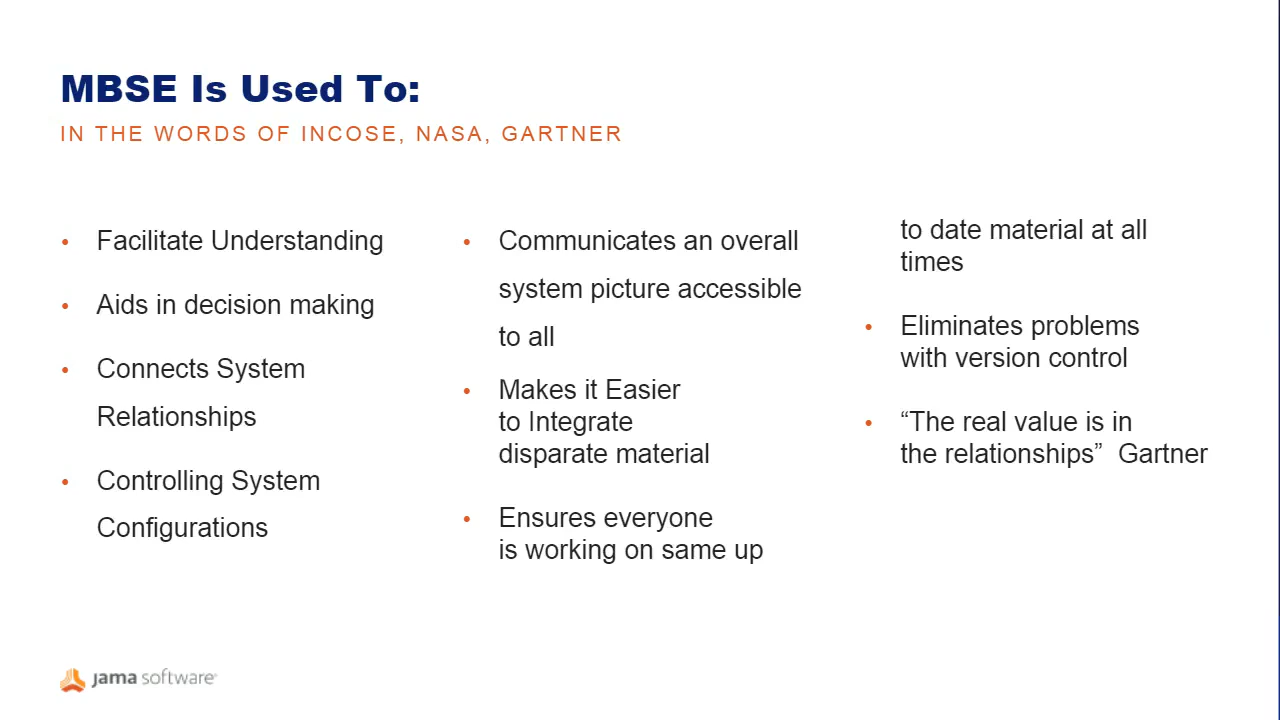 MBSE Is Used To:
IN THE WORDS OF INCOSE, NASA, GARTNER
• Facilitate Understanding
• Aids in decision making
• Connects System
Relationships
• Controlling System
Configurations
• Communicates an overall
system picture accessible
to all
• Makes it Easier
to Integrate
disparate material
• Ensures everyone
is working on same up
to date material at all
times
• Eliminates problems
with version control
• “The real value is in
the relationships” Gartner
jama software